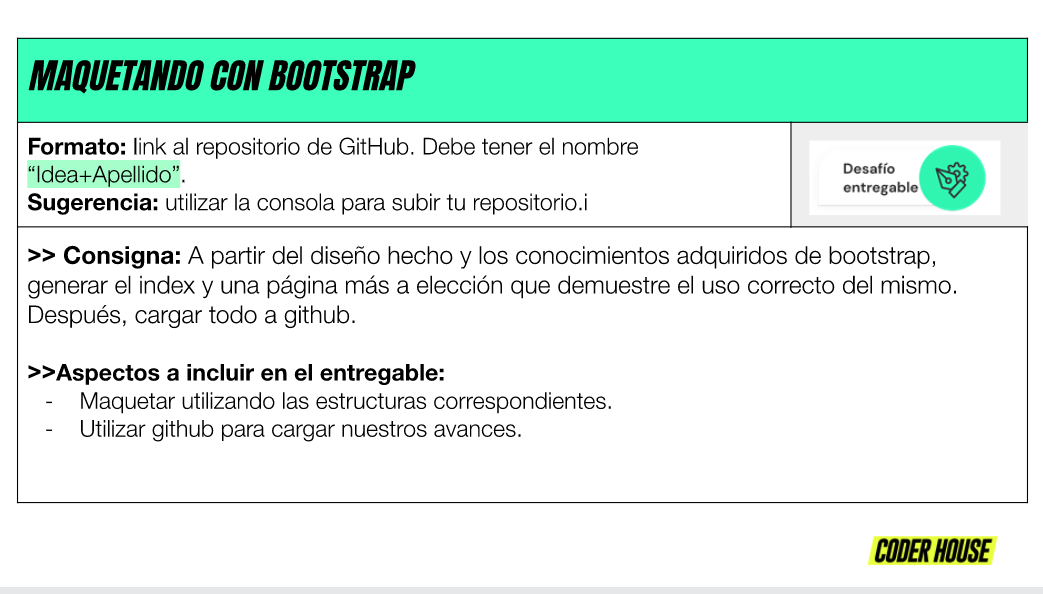 MAQUETANDO CON BOOTSTRAP
Formato: link al repositorio de GitHub. Debe tener el nombre
“Idea+Apellido”.
Sugerencia: utilizar la consola para subir tu repositorio.i
Desafío
entregable
>> Consigna: A partir del diseño hecho y los conocimientos adquiridos de bootstrap,
generar el index y una página más a elección que demuestre el uso correcto del mismo.
Después, cargar todo a github.
>>Aspectos a incluir en el entregable:
- Maquetar utilizando las estructuras correspondientes.
- Utilizar github para cargar nuestros avances.
CODER HOUSE